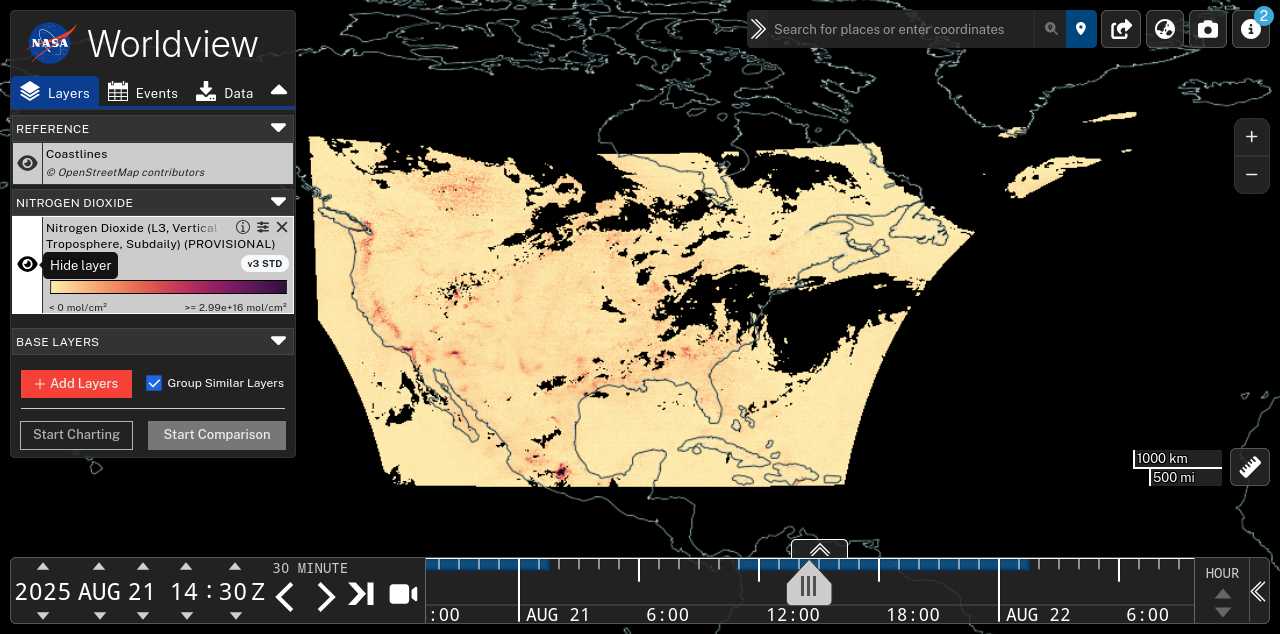 NASA Worldview
Search for places or enter coordinates
2
Layers
Events
Data
REFERENCE
Coastlines
© OpenStreetMap contributors
NITROGEN DIOXIDE
Nitrogen Dioxide (L3, Vertical
Troposphere, Subdaily) (PROVISIONAL)
Hide layer
v3 STD
< 0 mol/cm²
>= 2.99e+16 mol/cm²
BASE LAYERS
+ Add Layers
Group Similar Layers
Start Charting
Start Comparison
+
−
1000 km
500 mi
30 MINUTE
2025 AUG 21 14 : 30 Z
:00
AUG 21
6:00
12:00
18:00
AUG 22
6:00
HOUR